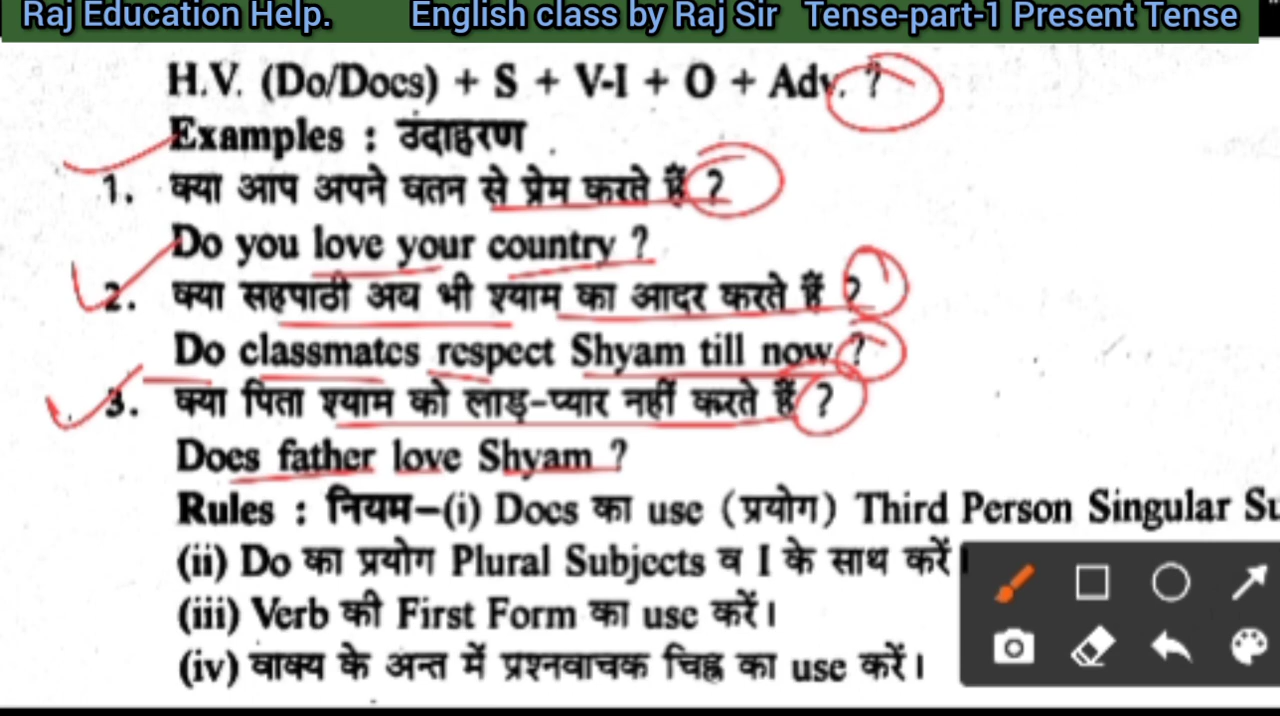 Raj Education Help. English class by Raj Sir Tense-part-1 Present Tense
H.V. (Do/Does) + S + V-I + O + Adv. ?
Examples : उदाहरण
1. क्या आप अपने वतन से प्रेम करते हैं ?
Do you love your country ?
2. क्या सहपाठी अब भी श्याम का आदर करते हैं ?
Do classmates respect Shyam till now ?
3. क्या पिता श्याम को लाड़-प्यार नहीं करते हैं ?
Does father love Shyam ?
Rules : नियम–(i) Does का use (प्रयोग) Third Person Singular
(ii) Do का प्रयोग Plural Subjects व I के साथ करें।
(iii) Verb की First Form का use करें।
(iv) वाक्य के अन्त में प्रश्नवाचक चिह्न का use करें।